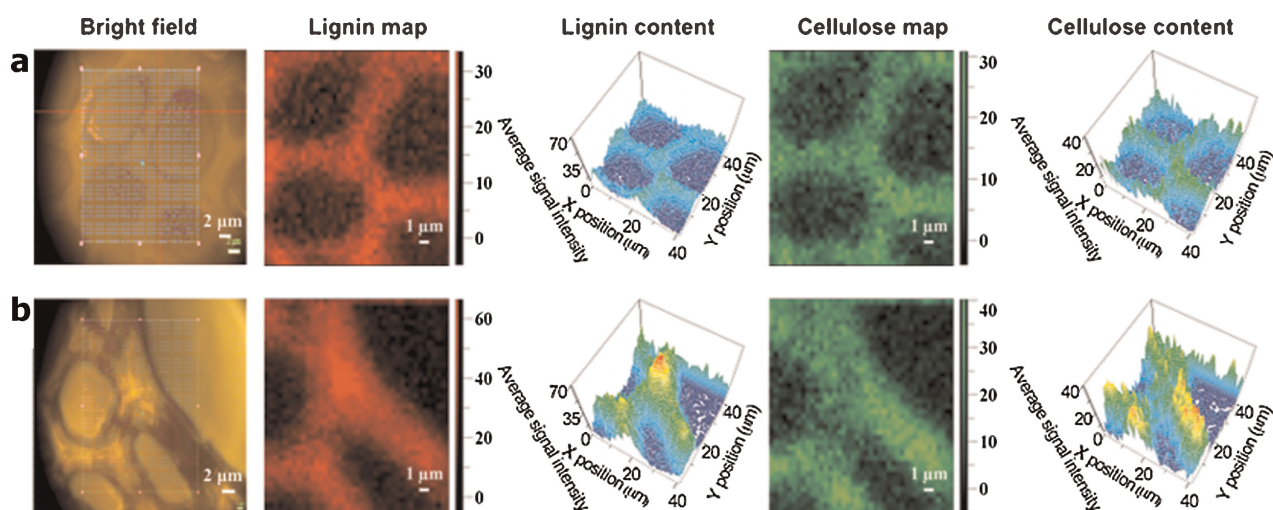 Bright field
Lignin map
Lignin content
Cellulose map
Cellulose content
a
2 µm
1 µm
30
20
10
0
Average signal intensity
70
35
0
X position(µm)
20
40
Y position (µm)
20
40
1 µm
30
20
10
0
Average signal intensity
40
20
0
X position(µm)
20
40
Y position (µm)
20
40
b
2 µm
1 µm
60
40
20
0
Average signal intensity
70
35
0
X position(µm)
20
40
Y position (µm)
20
40
1 µm
40
30
20
10
0
Average signal intensity
40
20
0
X position(µm)
20
40
Y position (µm)
20
40